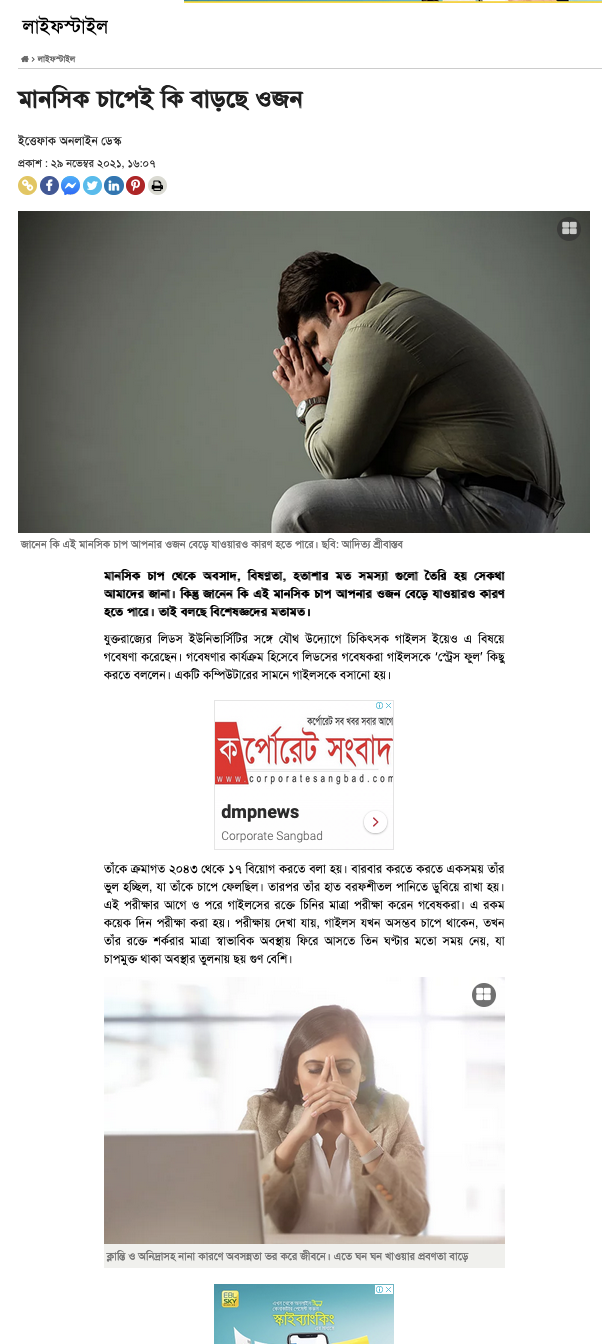 লাইফস্টাইল
> লাইফস্টাইল
মানসিক চাপেই কি বাড়ছে ওজন
ইত্তেফাক অনলাইন ডেস্ক
প্রকাশ : ২৯ নভেম্বর ২০২১, ১৬:০৭
জানেন কি এই মানসিক চাপ আপনার ওজন বেড়ে যাওয়ারও কারণ হতে পারে। ছবি: আদিত্য শ্রীবাস্তব
মানসিক চাপ থেকে অবসাদ, বিষণ্ণতা, হতাশার মত সমস্যা গুলো তৈরি হয় সেকথা
আমাদের জানা। কিন্তু জানেন কি এই মানসিক চাপ আপনার ওজন বেড়ে যাওয়ারও কারণ
হতে পারে। তাই বলছে বিশেষজ্ঞদের মতামত।
যুক্তরাজ্যের লিডস ইউনিভার্সিটির সঙ্গে যৌথ উদ্যোগে চিকিৎসক গাইলস ইয়েও এ বিষয়ে
গবেষণা করেছেন। গবেষণার কার্যক্রম হিসেবে লিডসের গবেষকরা গাইলসকে ‘স্ট্রেস ফুল’ কিছু
করতে বললেন। একটি কম্পিউটারের সামনে গাইলসকে বসানো হয়।
কর্পোরেট সব খবর সবার আগে
কর্পোরেট সংবাদ
www.corporatesangbad.com
dmpnews
Corporate Sangbad
তাঁকে ক্রমাগত ২০৪৩ থেকে ১৭ বিয়োগ করতে বলা হয়। বারবার করতে করতে একসময় তাঁর
ভুল হচ্ছিল, যা তাঁকে চাপে ফেলছিল। তারপর তাঁর হাত বরফশীতল পানিতে ডুবিয়ে রাখা হয়।
এই পরীক্ষার আগে ও পরে গাইলসের রক্তে চিনির মাত্রা পরীক্ষা করেন গবেষকরা। এ রকম
কয়েক দিন পরীক্ষা করা হয়। পরীক্ষায় দেখা যায়, গাইলস যখন অসম্ভব চাপে থাকেন, তখন
তাঁর রক্তে শর্করার মাত্রা স্বাভাবিক অবস্থায় ফিরে আসতে তিন ঘণ্টার মতো সময় নেয়, যা
চাপমুক্ত থাকা অবস্থার তুলনায় ছয় গুণ বেশি।
ক্লান্তি ও অনিদ্রাসহ নানা কারণে অবসন্নতা ভর করে জীবনে। এতে ঘন ঘন খাওয়ার প্রবণতা বাড়ে
EBL
SKY
স্কাইব্যাংকিং